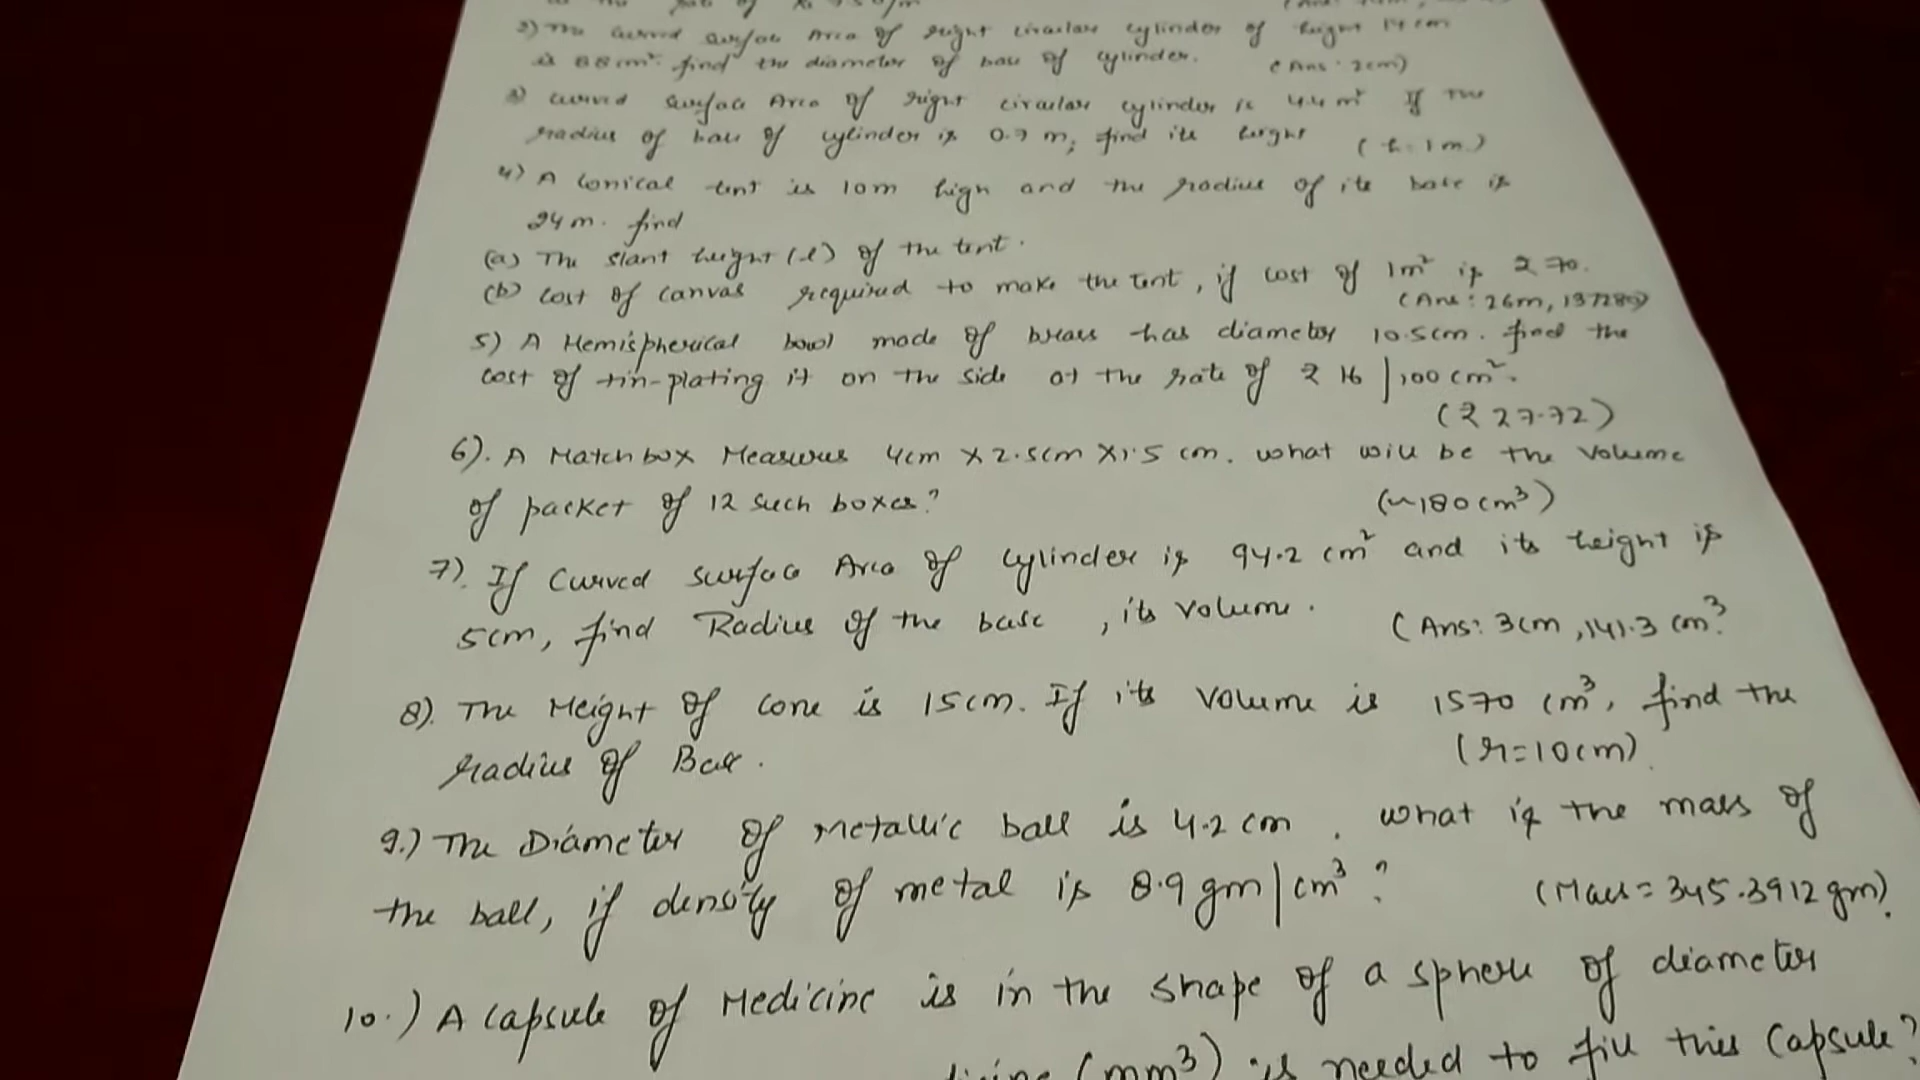 2) The curved surface Area of right circular cylinder of height 14 cm
is 88 cm². find the diameter of base of cylinder. (Ans: 2cm)
3) curved surface Area of right circular cylinder is 4.4 m² If the
radius of base of cylinder is 0.7 m, find its height (h=1m)
4) A Conical tent is 10m high and the radius of its base is
24m. find
(a) The slant height (l) of the tent.
(b) Cost of canvas required to make the tent, if cost of 1m² is ₹70.
(Ans: 26m, 137280)
5) A Hemispherical bowl made of brass has diameter 10.5cm. find the
cost of tin-plating it on the side at the rate of ₹ 16 | 100 cm².
(₹ 27.72)
6). A Matchbox Measures 4cm X 2.5cm X 1.5 cm. what will be the volume
of packet of 12 such boxes? (~180 cm³)
7). If Curved surface Area of cylinder is 94.2 cm² and its height is
5cm, find Radius of the base , its volume. (Ans: 3cm, 141.3 cm³
8). The Height of cone is 15cm. If its volume is 1570 cm³, find the
radius of Base. (r=10cm)
9.) The Diameter of metallic ball is 4.2 cm. what is the mass of
the ball, if density of metal is 8.9 gm | cm³? (Mass = 345.3912 gm).
10.) A Capsule of Medicine is in the shape of a sphere of diameter
(mm³) is needed to fill this Capsule?